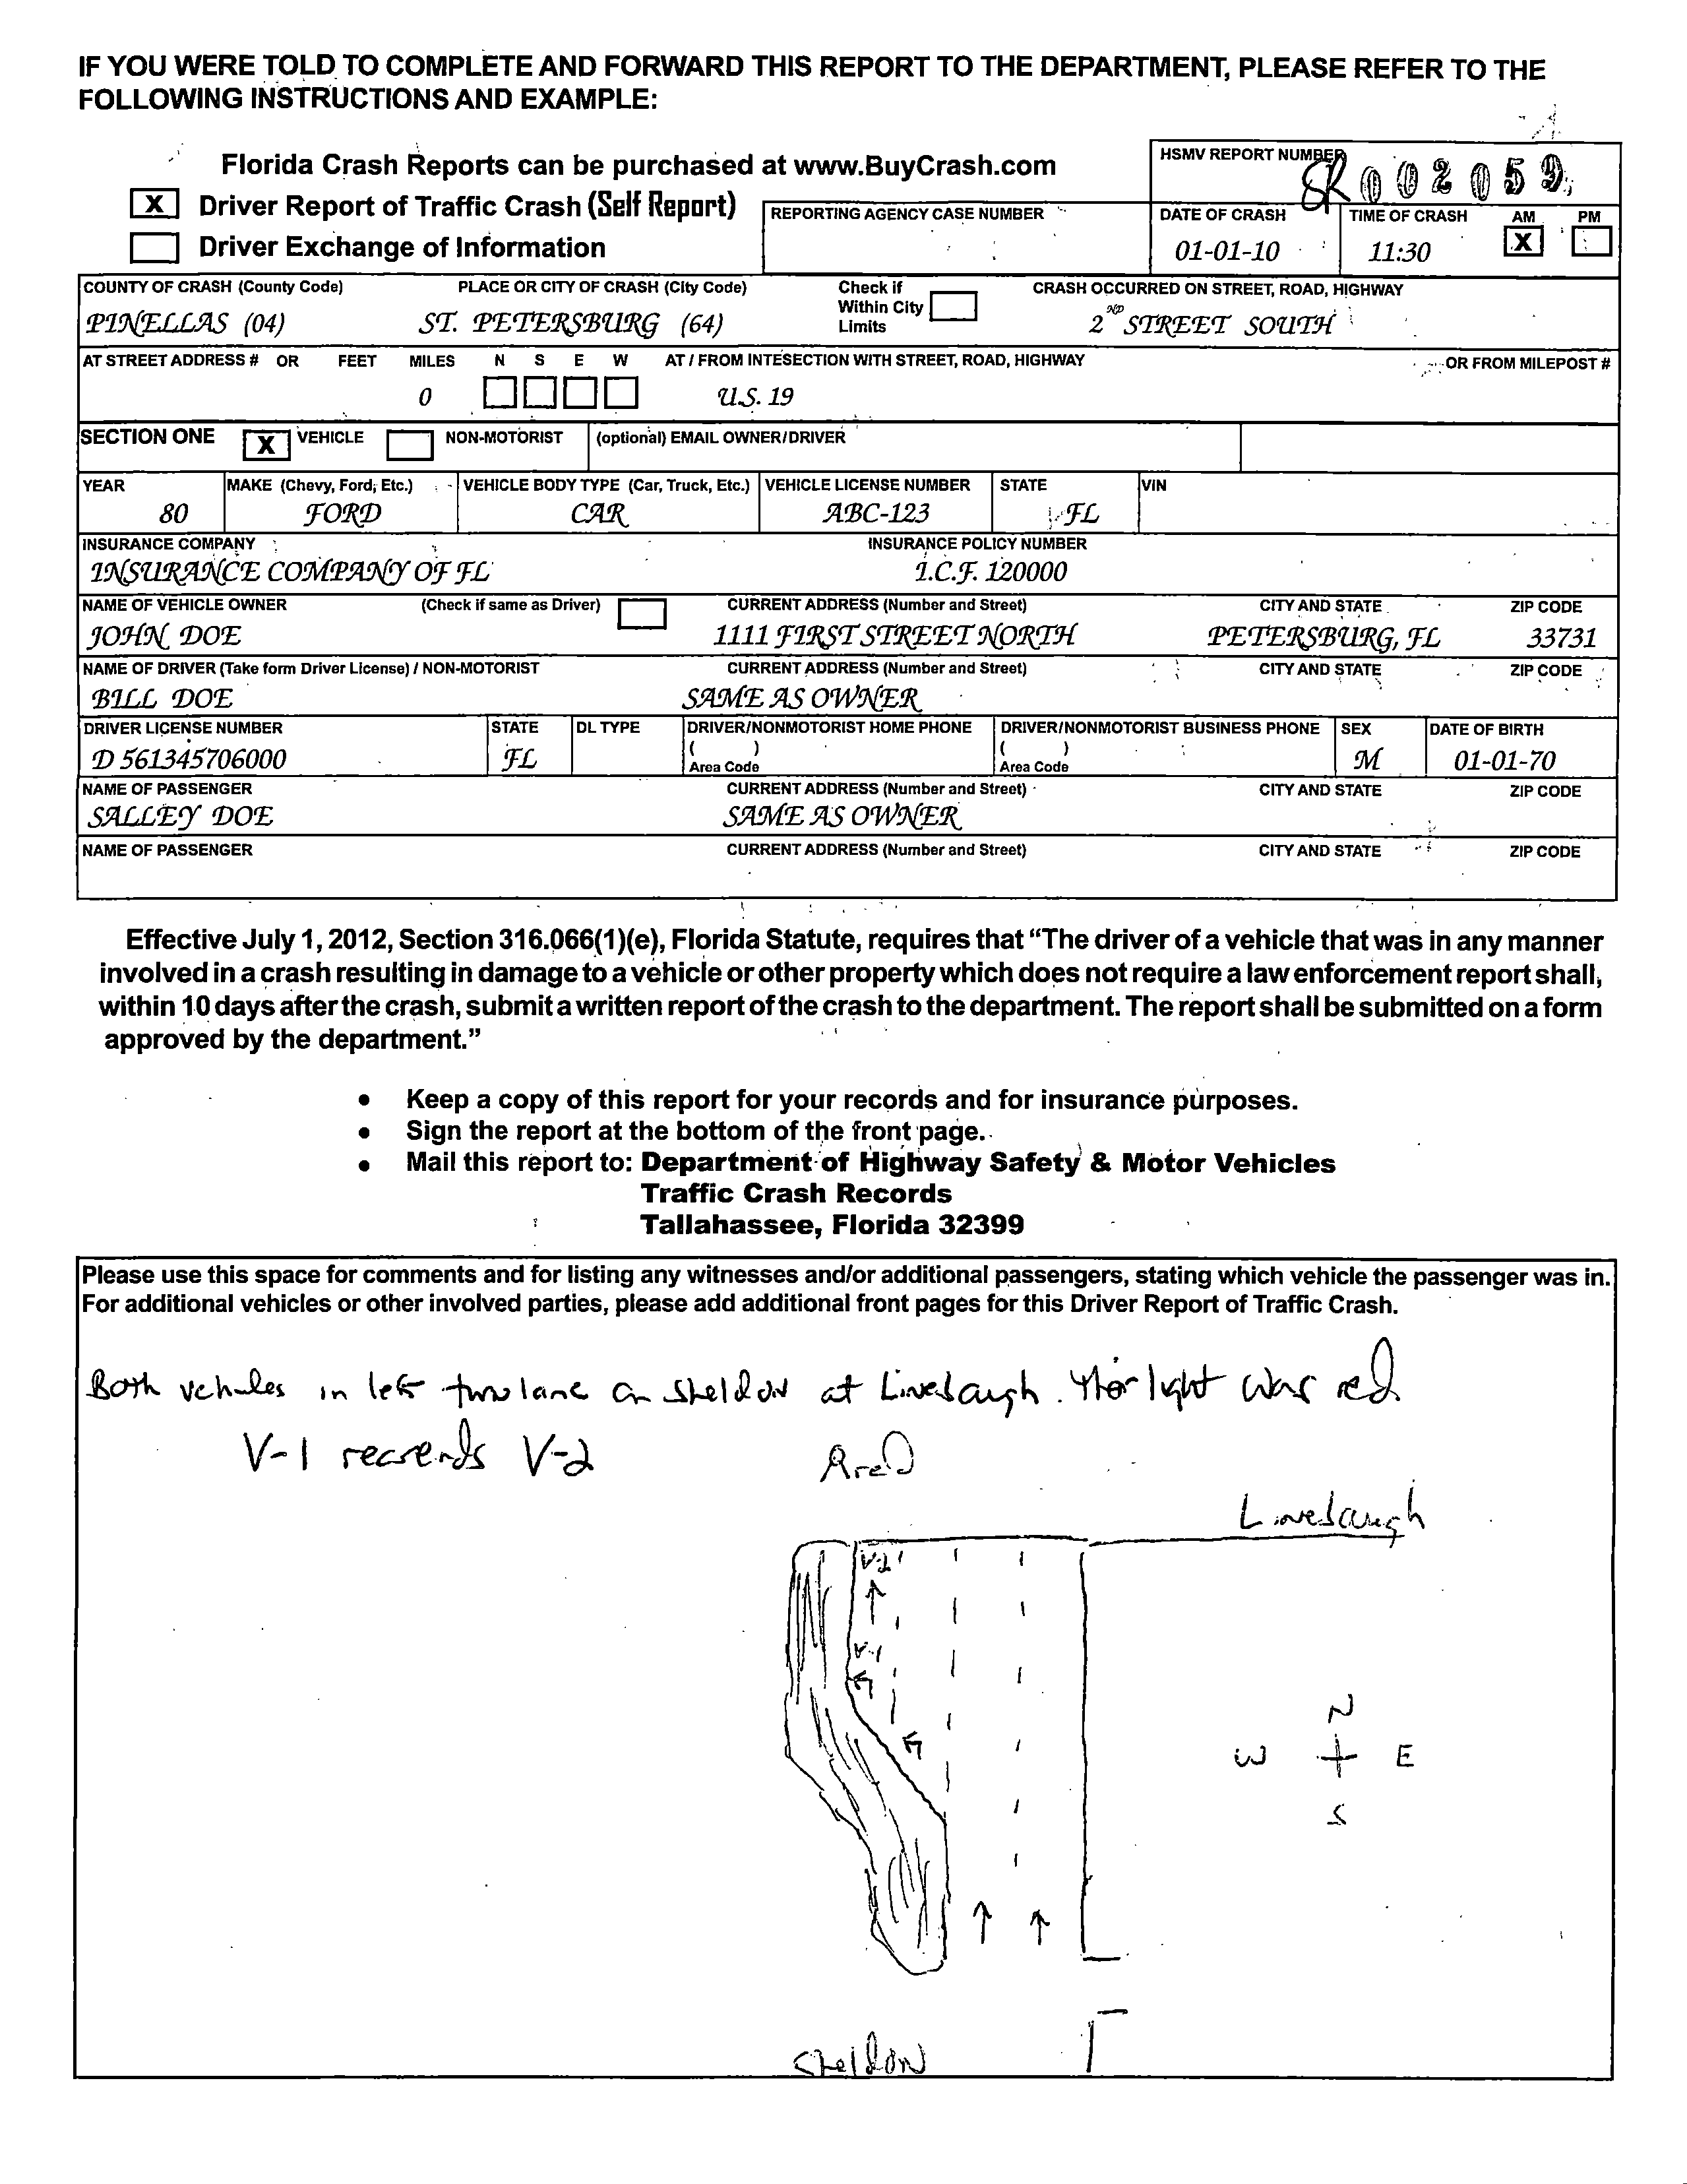 IF YOU WERE TOLD TO COMPLETE AND FORWARD THIS REPORT TO THE DEPARTMENT, PLEASE REFER TO THE
FOLLOWING INSTRUCTIONS AND EXAMPLE:
Florida Crash Reports can be purchased at www.BuyCrash.com
HSMV REPORT NUMBER SR 002059
X Driver Report of Traffic Crash (Self Report)
Driver Exchange of Information
REPORTING AGENCY CASE NUMBER
DATE OF CRASH TIME OF CRASH AM PM
01-01-10 11:30 X
COUNTY OF CRASH (County Code) PLACE OR CITY OF CRASH (City Code) Check if Within City Limits CRASH OCCURRED ON STREET, ROAD, HIGHWAY
PINELLAS (04) ST. PETERSBURG (64) 2ND STREET SOUTH
AT STREET ADDRESS # OR FEET MILES N S E W AT / FROM INTESECTION WITH STREET, ROAD, HIGHWAY OR FROM MILEPOST #
0 U.S. 19
SECTION ONE X VEHICLE NON-MOTORIST (optional) EMAIL OWNER/DRIVER
YEAR MAKE (Chevy, Ford, Etc.) VEHICLE BODY TYPE (Car, Truck, Etc.) VEHICLE LICENSE NUMBER STATE VIN
80 FORD CAR ABC-123 FL
INSURANCE COMPANY INSURANCE POLICY NUMBER
INSURANCE COMPANY OF FL I.C.F. 120000
NAME OF VEHICLE OWNER (Check if same as Driver) CURRENT ADDRESS (Number and Street) CITY AND STATE ZIP CODE
JOHN DOE 1111 FIRST STREET NORTH PETERSBURG, FL 33731
NAME OF DRIVER (Take form Driver License) / NON-MOTORIST CURRENT ADDRESS (Number and Street) CITY AND STATE ZIP CODE
BILL DOE SAME AS OWNER
DRIVER LICENSE NUMBER STATE DL TYPE DRIVER/NONMOTORIST HOME PHONE DRIVER/NONMOTORIST BUSINESS PHONE SEX DATE OF BIRTH
( ) ( )
D 561345706000 FL Area Code Area Code M 01-01-70
NAME OF PASSENGER CURRENT ADDRESS (Number and Street) CITY AND STATE ZIP CODE
SALLEY DOE SAME AS OWNER
NAME OF PASSENGER CURRENT ADDRESS (Number and Street) CITY AND STATE ZIP CODE
Effective July 1, 2012, Section 316.066(1)(e), Florida Statute, requires that “The driver of a vehicle that was in any manner
involved in a crash resulting in damage to a vehicle or other property which does not require a law enforcement report shall,
within 10 days after the crash, submit a written report of the crash to the department. The report shall be submitted on a form
approved by the department.”
• Keep a copy of this report for your records and for insurance purposes.
• Sign the report at the bottom of the front page.
• Mail this report to: Department of Highway Safety & Motor Vehicles
Traffic Crash Records
Tallahassee, Florida 32399
Please use this space for comments and for listing any witnesses and/or additional passengers, stating which vehicle the passenger was in.
For additional vehicles or other involved parties, please add additional front pages for this Driver Report of Traffic Crash.
Both vehicles in left lane on Sheldon at Linebaugh. light was red
V-1 V-2
Linebaugh
V-2
V-1
N
W E
S
Sheldon